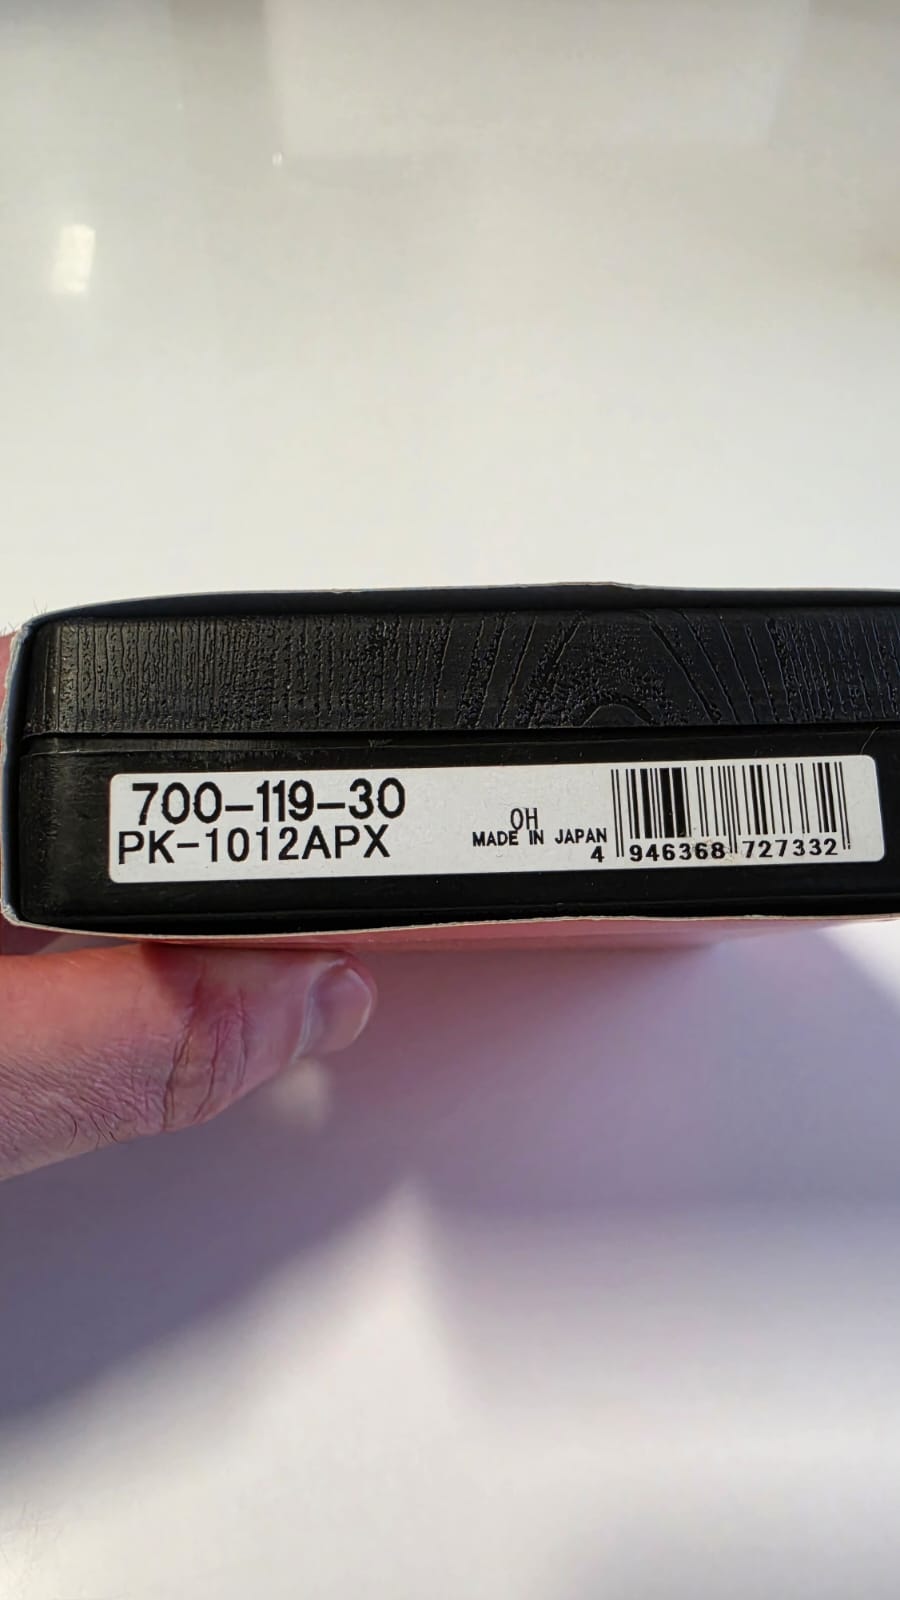 700-119-30
PK-1012APX
OH
MADE IN JAPAN
4 946368 727332